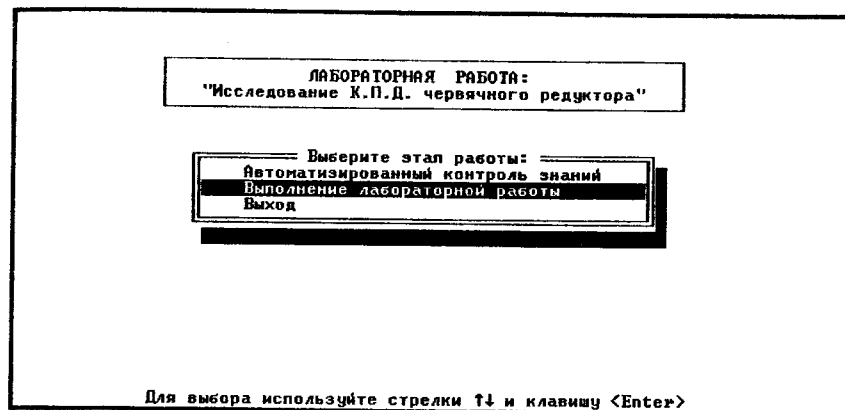 ЛАБОРАТОРНАЯ РАБОТА:
"Исследование К.П.Д. червячного редуктора"
Выберите этап работы:
Автоматизированный контроль знаний
Выполнение лабораторной работы
Выход
Для выбора используйте стрелки ↑↓ и клавишу <Enter>